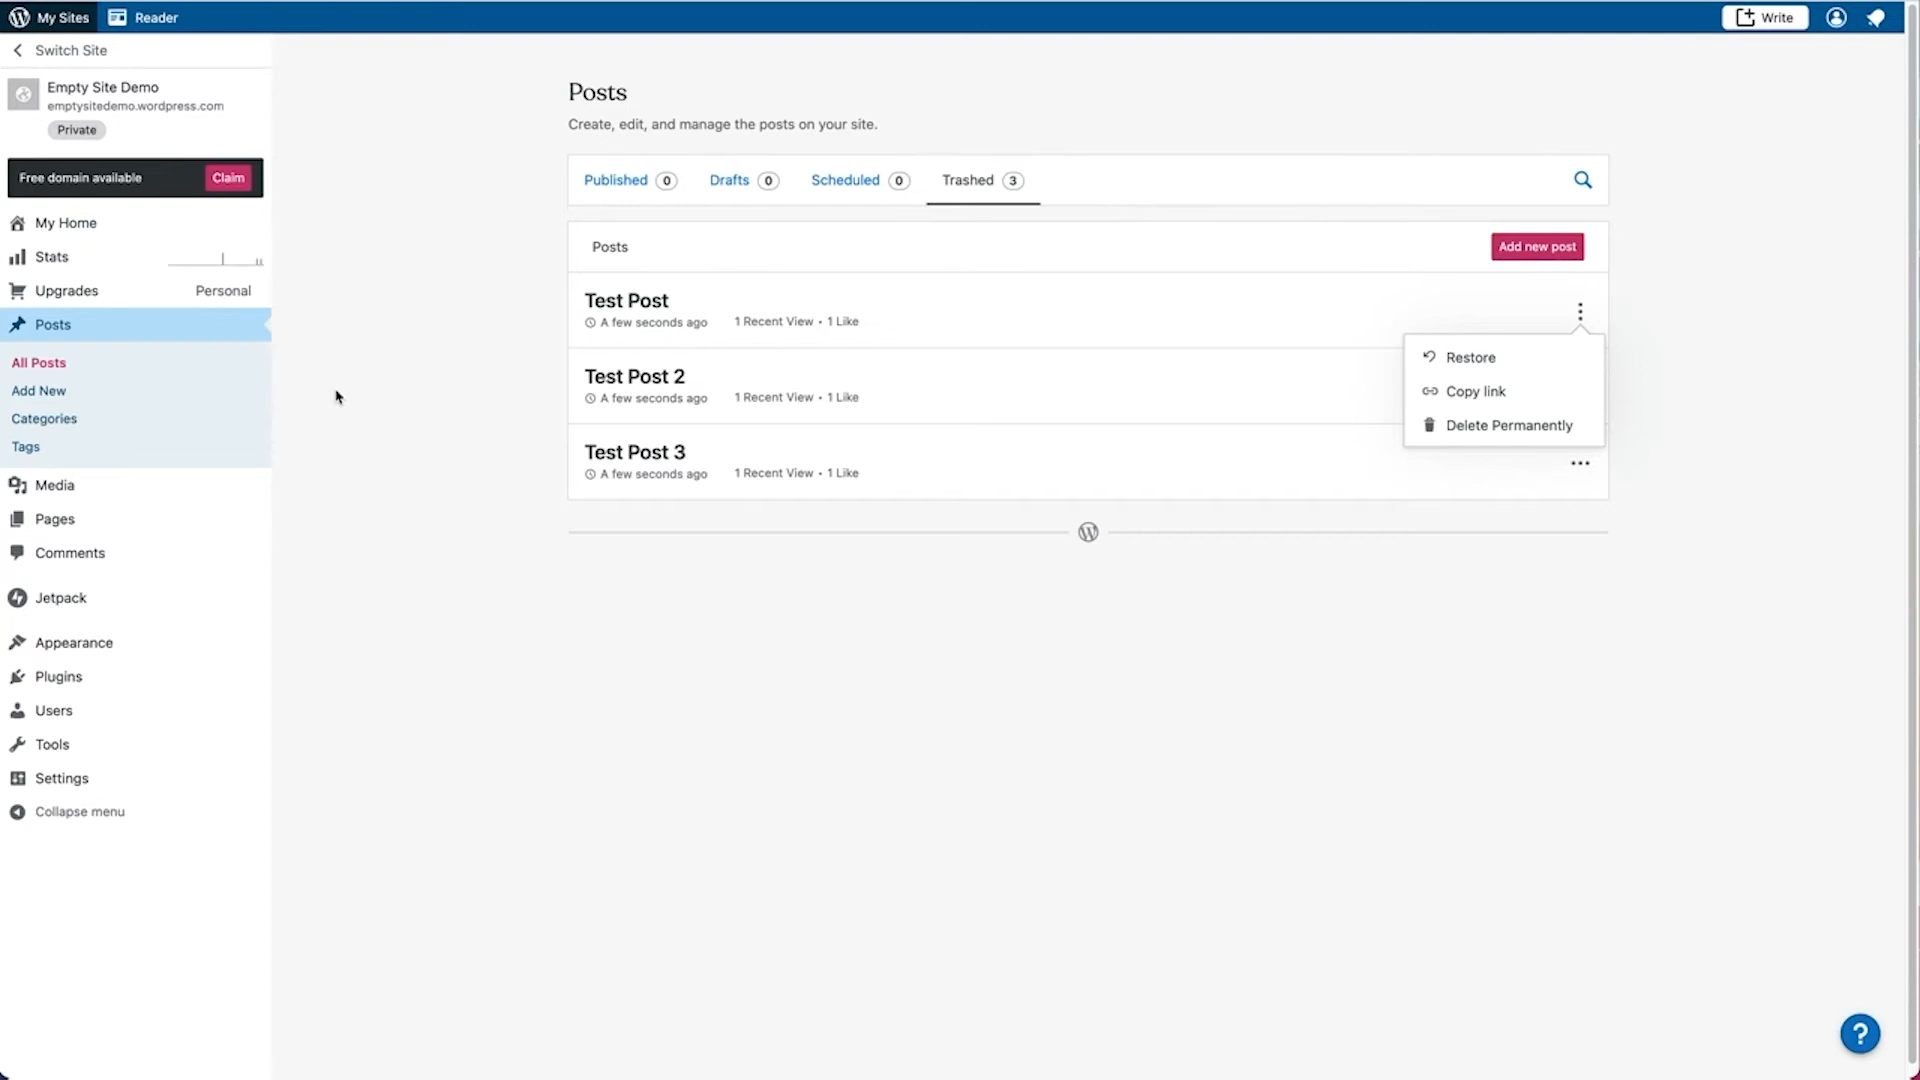 My Sites
Reader
Write
Switch Site
Empty Site Demo
emptysitedemo.wordpress.com
Private
Free domain available
Claim
My Home
Stats
Upgrades
Personal
Posts
All Posts
Add New
Categories
Tags
Media
Pages
Comments
Jetpack
Appearance
Plugins
Users
Tools
Settings
Collapse menu
Posts
Create, edit, and manage the posts on your site.
Published 0 Drafts 0 Scheduled 0 Trashed 3
Posts
Add new post
Test Post
A few seconds ago 1 Recent View • 1 Like
Test Post 2
A few seconds ago 1 Recent View • 1 Like
Test Post 3
A few seconds ago 1 Recent View • 1 Like
Restore
Copy link
Delete Permanently
?